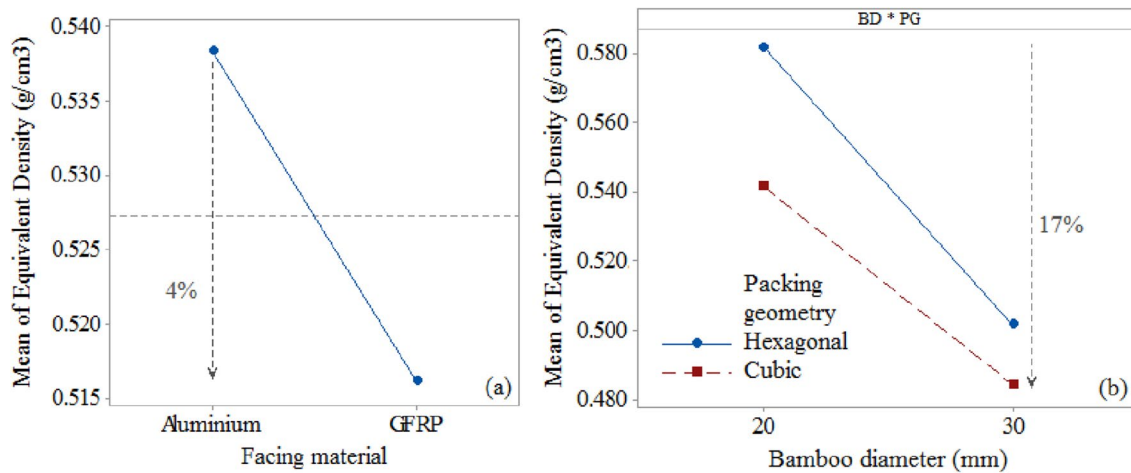 Mean of Equivalent Density (g/cm3)
0.540
0.535
0.530
0.525
0.520
0.515
4%
(a)
Aluminium GFRP
Facing material
BD * PG
Mean of Equivalent Density (g/cm3)
0.580
0.560
0.540
0.520
0.500
0.480
17%
Packing
geometry
Hexagonal
Cubic
(b)
20 30
Bamboo diameter (mm)